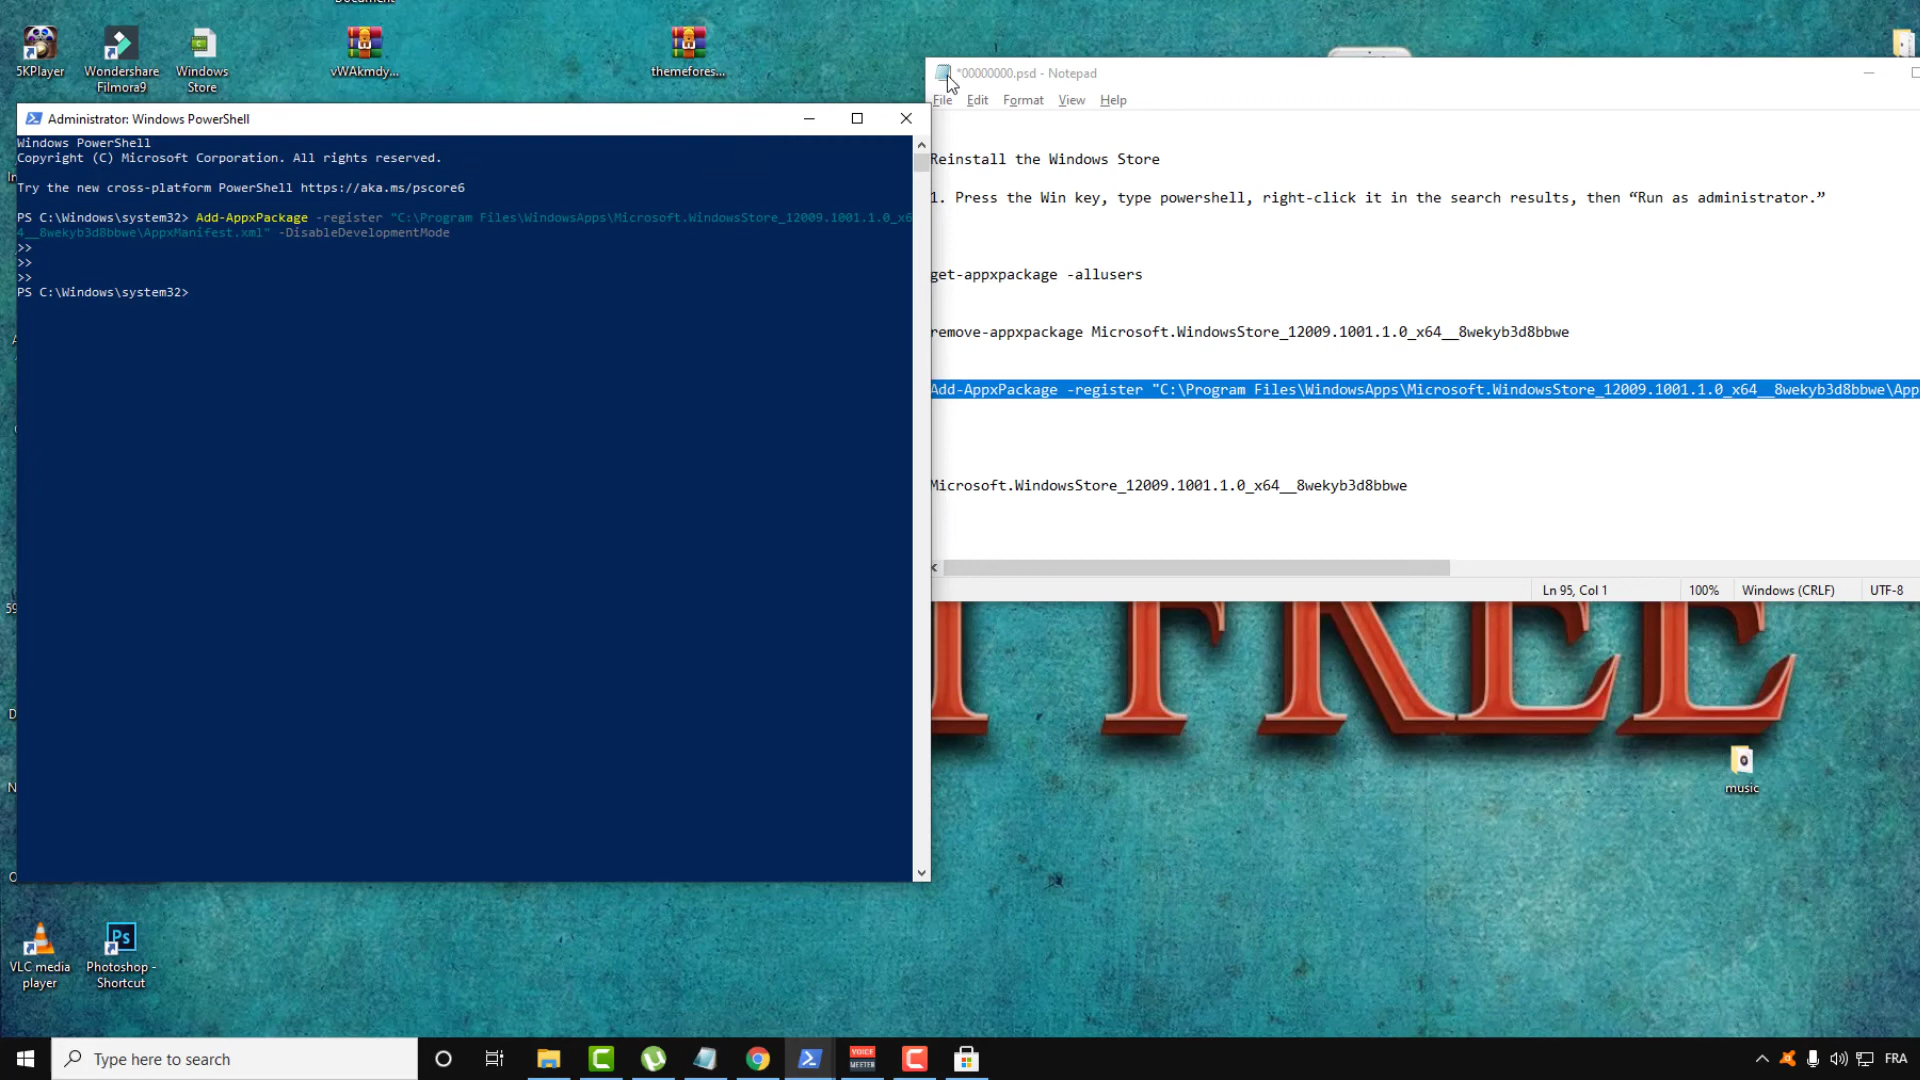 Document
5KPlayer
Wondershare
Filmora9
Windows
Store
vWAkmdy...
themefores...
Administrator: Windows PowerShell
Windows PowerShell
Copyright (C) Microsoft Corporation. All rights reserved.
Try the new cross-platform PowerShell https://aka.ms/pscore6
PS C:\Windows\system32> Add-AppxPackage -register "C:\Program Files\WindowsApps\Microsoft.WindowsStore_12009.1001.1.0_x6
4__8wekyb3d8bbwe\AppxManifest.xml" -DisableDevelopmentMode
>>
>>
>>
PS C:\Windows\system32>
*00000000.psd - Notepad
File Edit Format View Help
Reinstall the Windows Store
1. Press the Win key, type powershell, right-click it in the search results, then “Run as administrator.”
get-appxpackage -allusers
remove-appxpackage Microsoft.WindowsStore_12009.1001.1.0_x64__8wekyb3d8bbwe
Add-AppxPackage -register "C:\Program Files\WindowsApps\Microsoft.WindowsStore_12009.1001.1.0_x64__8wekyb3d8bbwe\App
Microsoft.WindowsStore_12009.1001.1.0_x64__8wekyb3d8bbwe
Ln 95, Col 1 100% Windows (CRLF) UTF-8
FREE
music
59
VLC media
player
Ps
Photoshop -
Shortcut
Type here to search
VOICE
MEETER
FRA